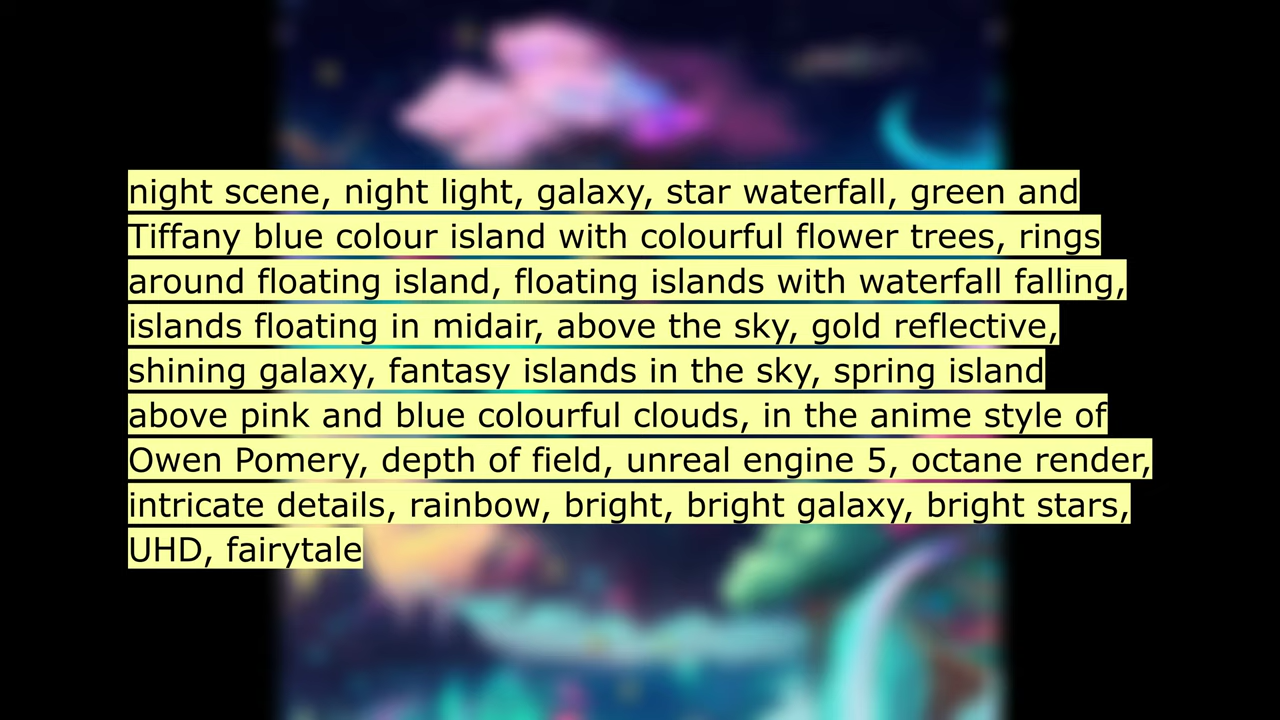 night scene, night light, galaxy, star waterfall, green and
Tiffany blue colour island with colourful flower trees, rings
around floating island, floating islands with waterfall falling,
islands floating in midair, above the sky, gold reflective,
shining galaxy, fantasy islands in the sky, spring island
above pink and blue colourful clouds, in the anime style of
Owen Pomery, depth of field, unreal engine 5, octane render,
intricate details, rainbow, bright, bright galaxy, bright stars,
UHD, fairytale